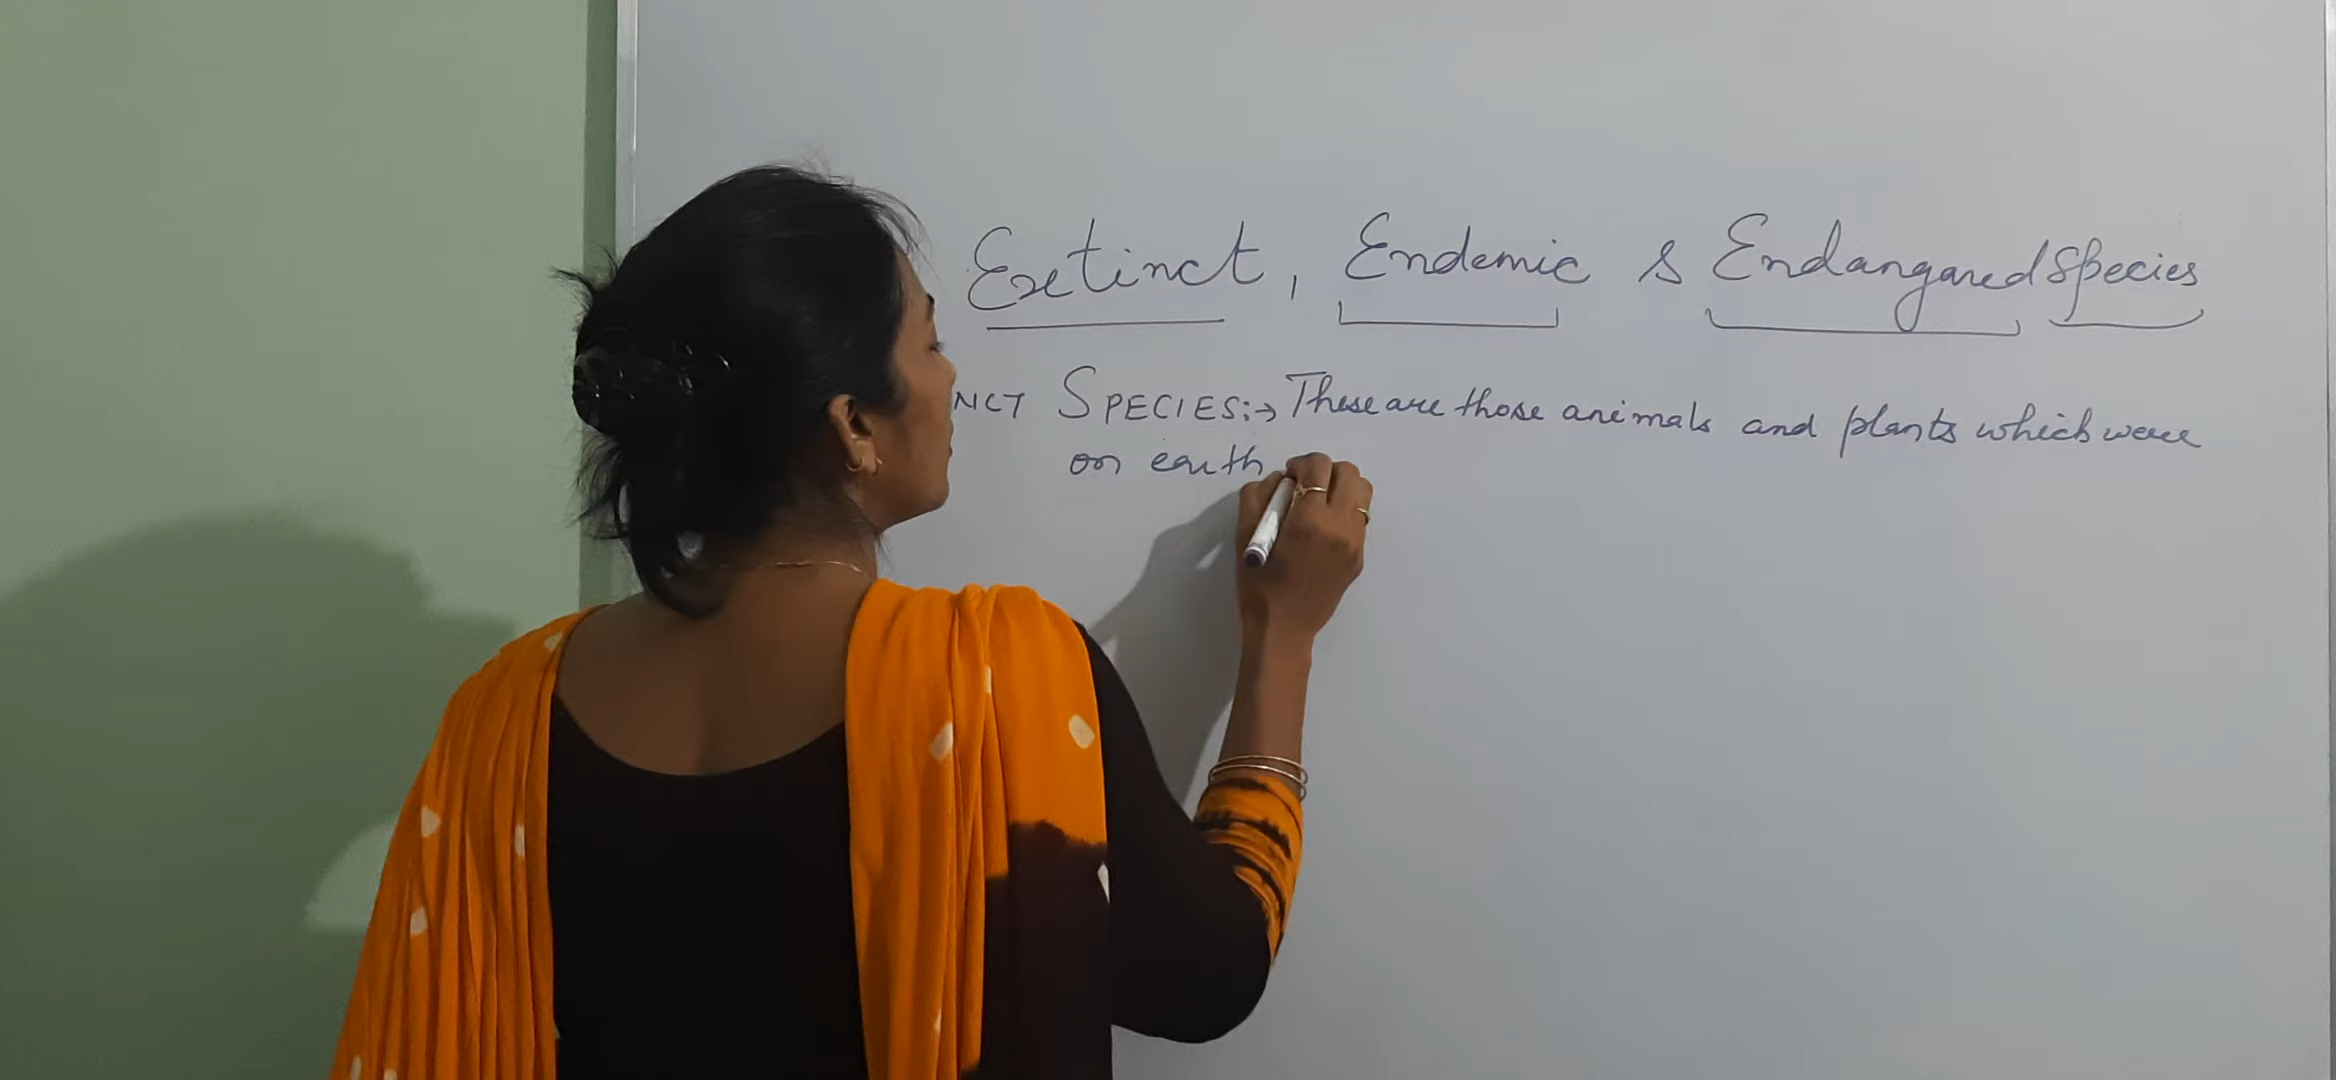 Extinct, Endemic & Endangared Species
NCT SPECIES:→ These are those animals and plants which were
on earth